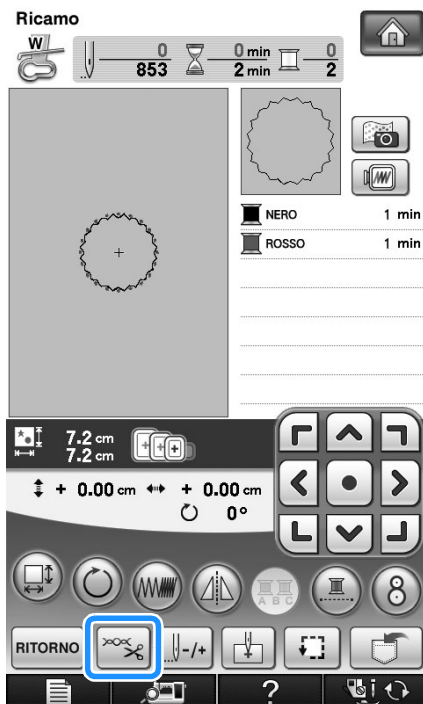 Ricamo
W
0 0 min 0
853 2 min 2
NERO 1 min
ROSSO 1 min
7.2 cm
7.2 cm
+ 0.00 cm + 0.00 cm
0°
A B C
8
RITORNO -/+
?